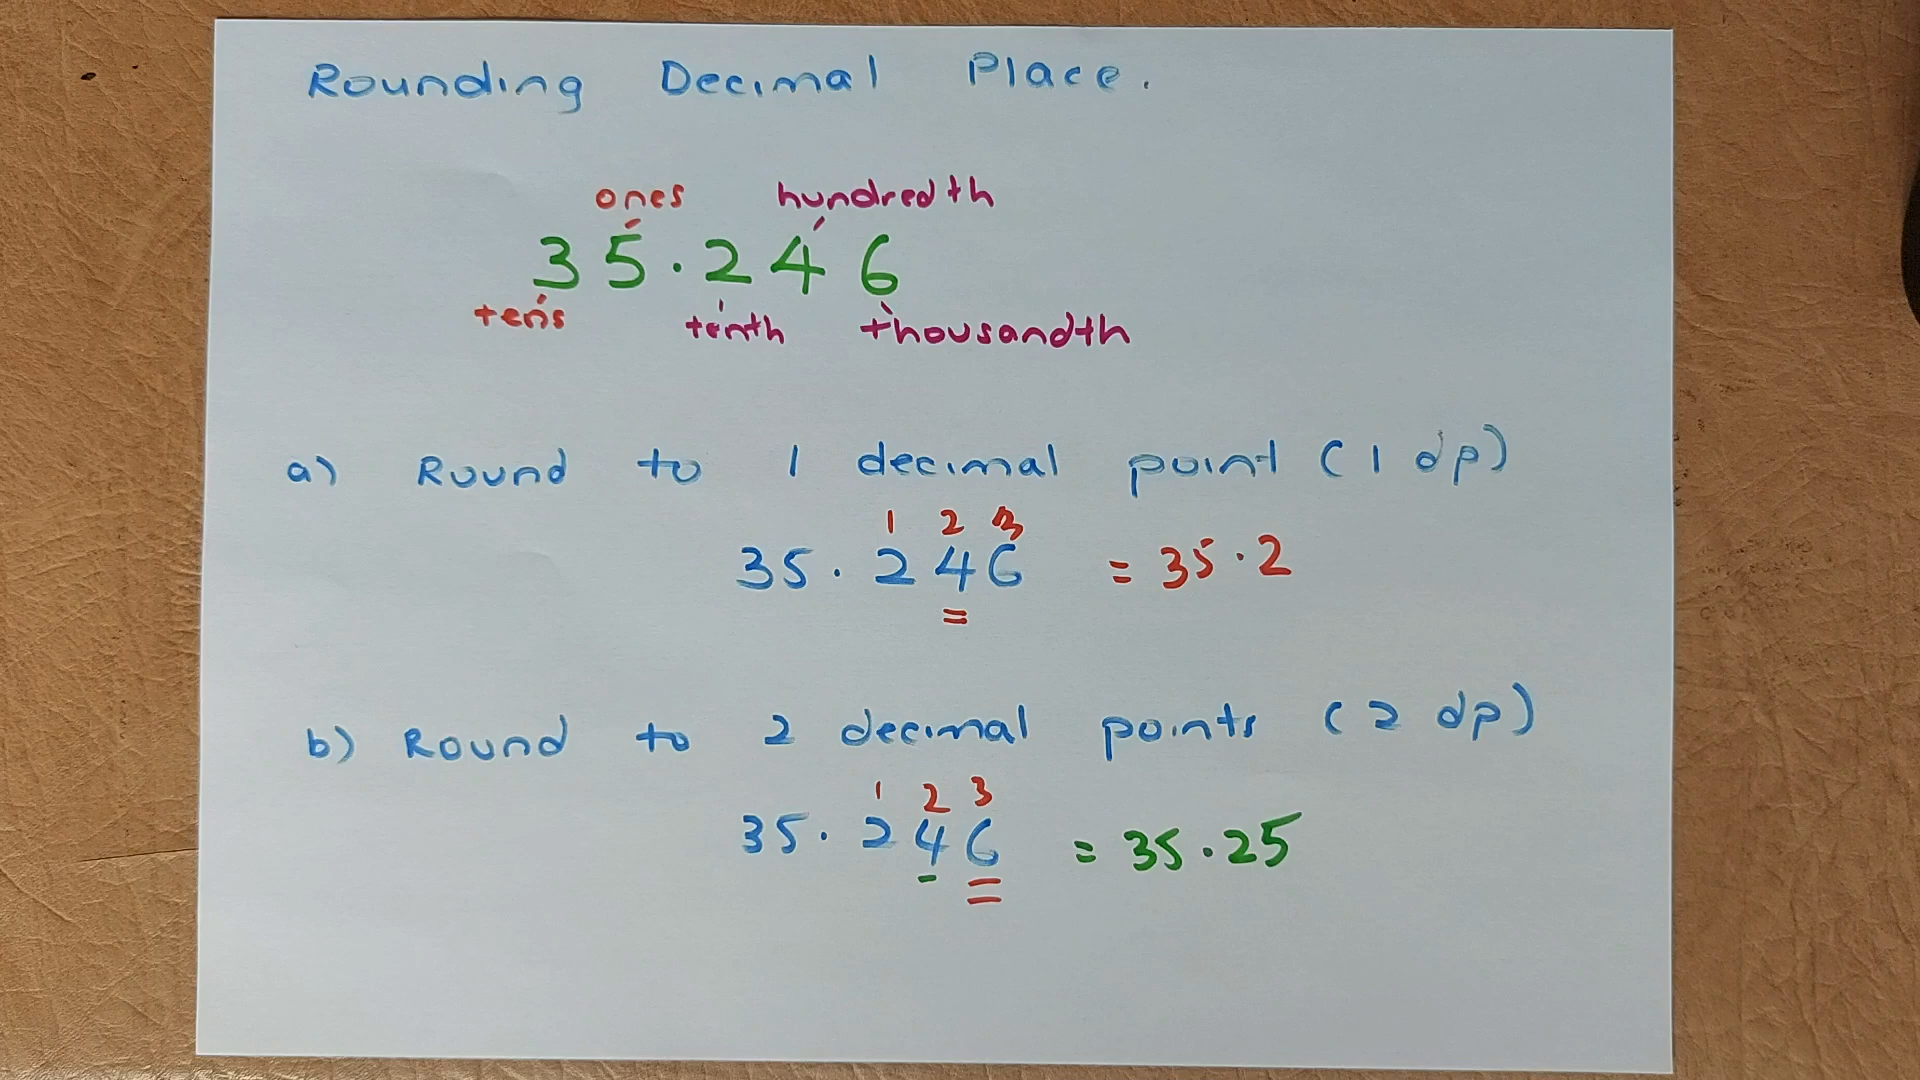 Rounding Decimal Place.
ones hundredth
35.246
tens tenth thousandth
a) Round to 1 decimal point (1 dp)
1 2 3
35.246 = 35.2
=
b) Round to 2 decimal points (2 dp)
1 2 3
35.246 = 35.25
- =